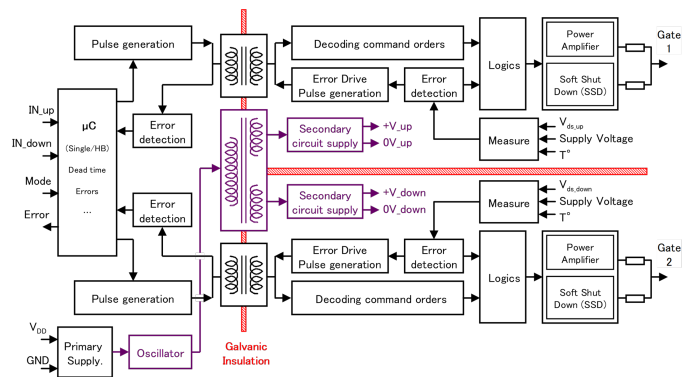 Pulse generation
Decoding command orders
Logics
Power
Amplifier
Soft Shut
Down (SSD)
Gate
1
Error Drive
Pulse generation
Error
detection
IN_up
IN_down
Mode
Error
µC
(Single/HB)
Dead time
Errors
...
Error
detection
Secondary
circuit supply
+V_up
0V_up
Measure
Vds_up
Supply Voltage
T°
Secondary
circuit supply
+V_down
0V_down
Measure
Vds_down
Supply Voltage
T°
Error
detection
Error Drive
Pulse generation
Error
detection
Logics
Power
Amplifier
Soft Shut
Down (SSD)
Gate
2
Pulse generation
Decoding command orders
VDD
GND
Primary
Supply.
Oscillator
Galvanic
Insulation